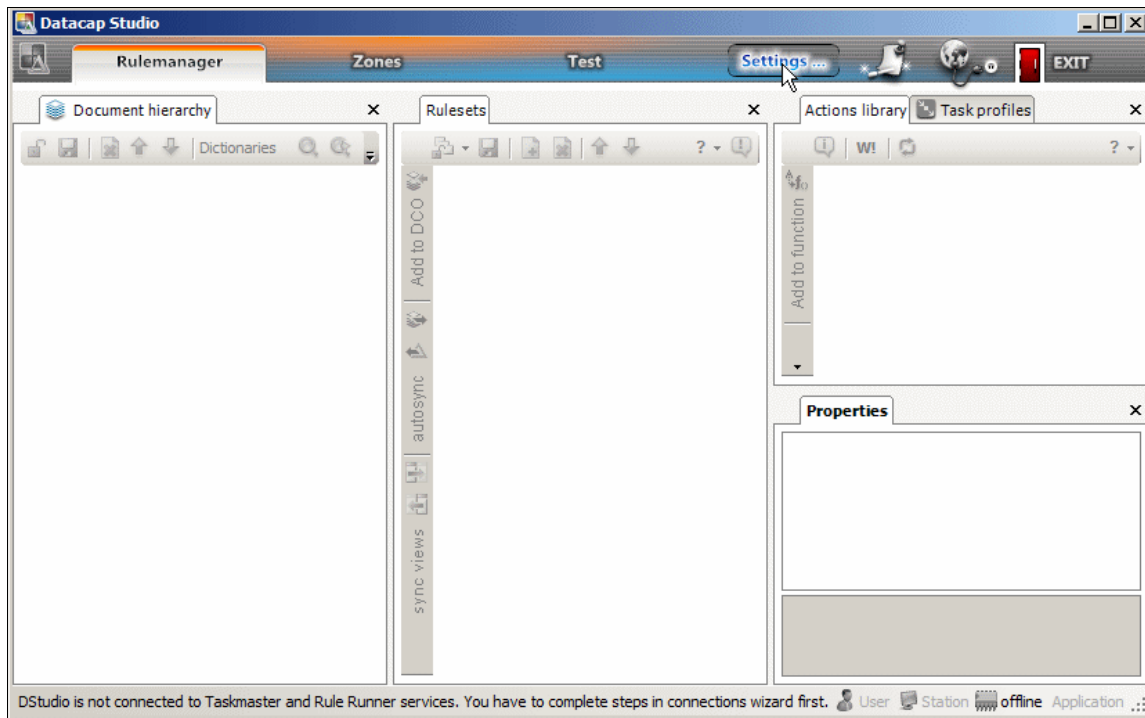 Datacap Studio
Rulemanager Zones Test Settings ... EXIT
Document hierarchy
Rulesets
Actions library Task profiles
Dictionaries
?
W! ?
Add to DCO
autosync
sync views
Add to function
Properties
DStudio is not connected to Taskmaster and Rule Runner services. You have to complete steps in connections wizard first. User Station offline Application